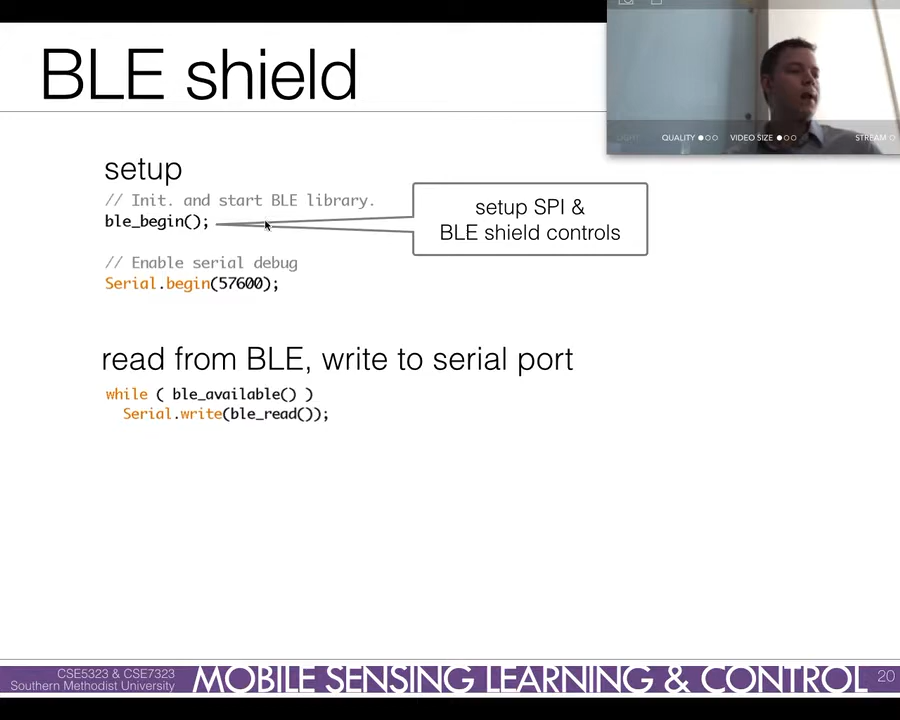 BLE shield
LIGHT QUALITY VIDEO SIZE STREAM
setup
// Init. and start BLE library.
ble_begin();
setup SPI &
BLE shield controls
// Enable serial debug
Serial.begin(57600);
read from BLE, write to serial port
while ( ble_available() )
Serial.write(ble_read());
CSE5323 & CSE7323
Southern Methodist University
MOBILE SENSING LEARNING & CONTROL
20